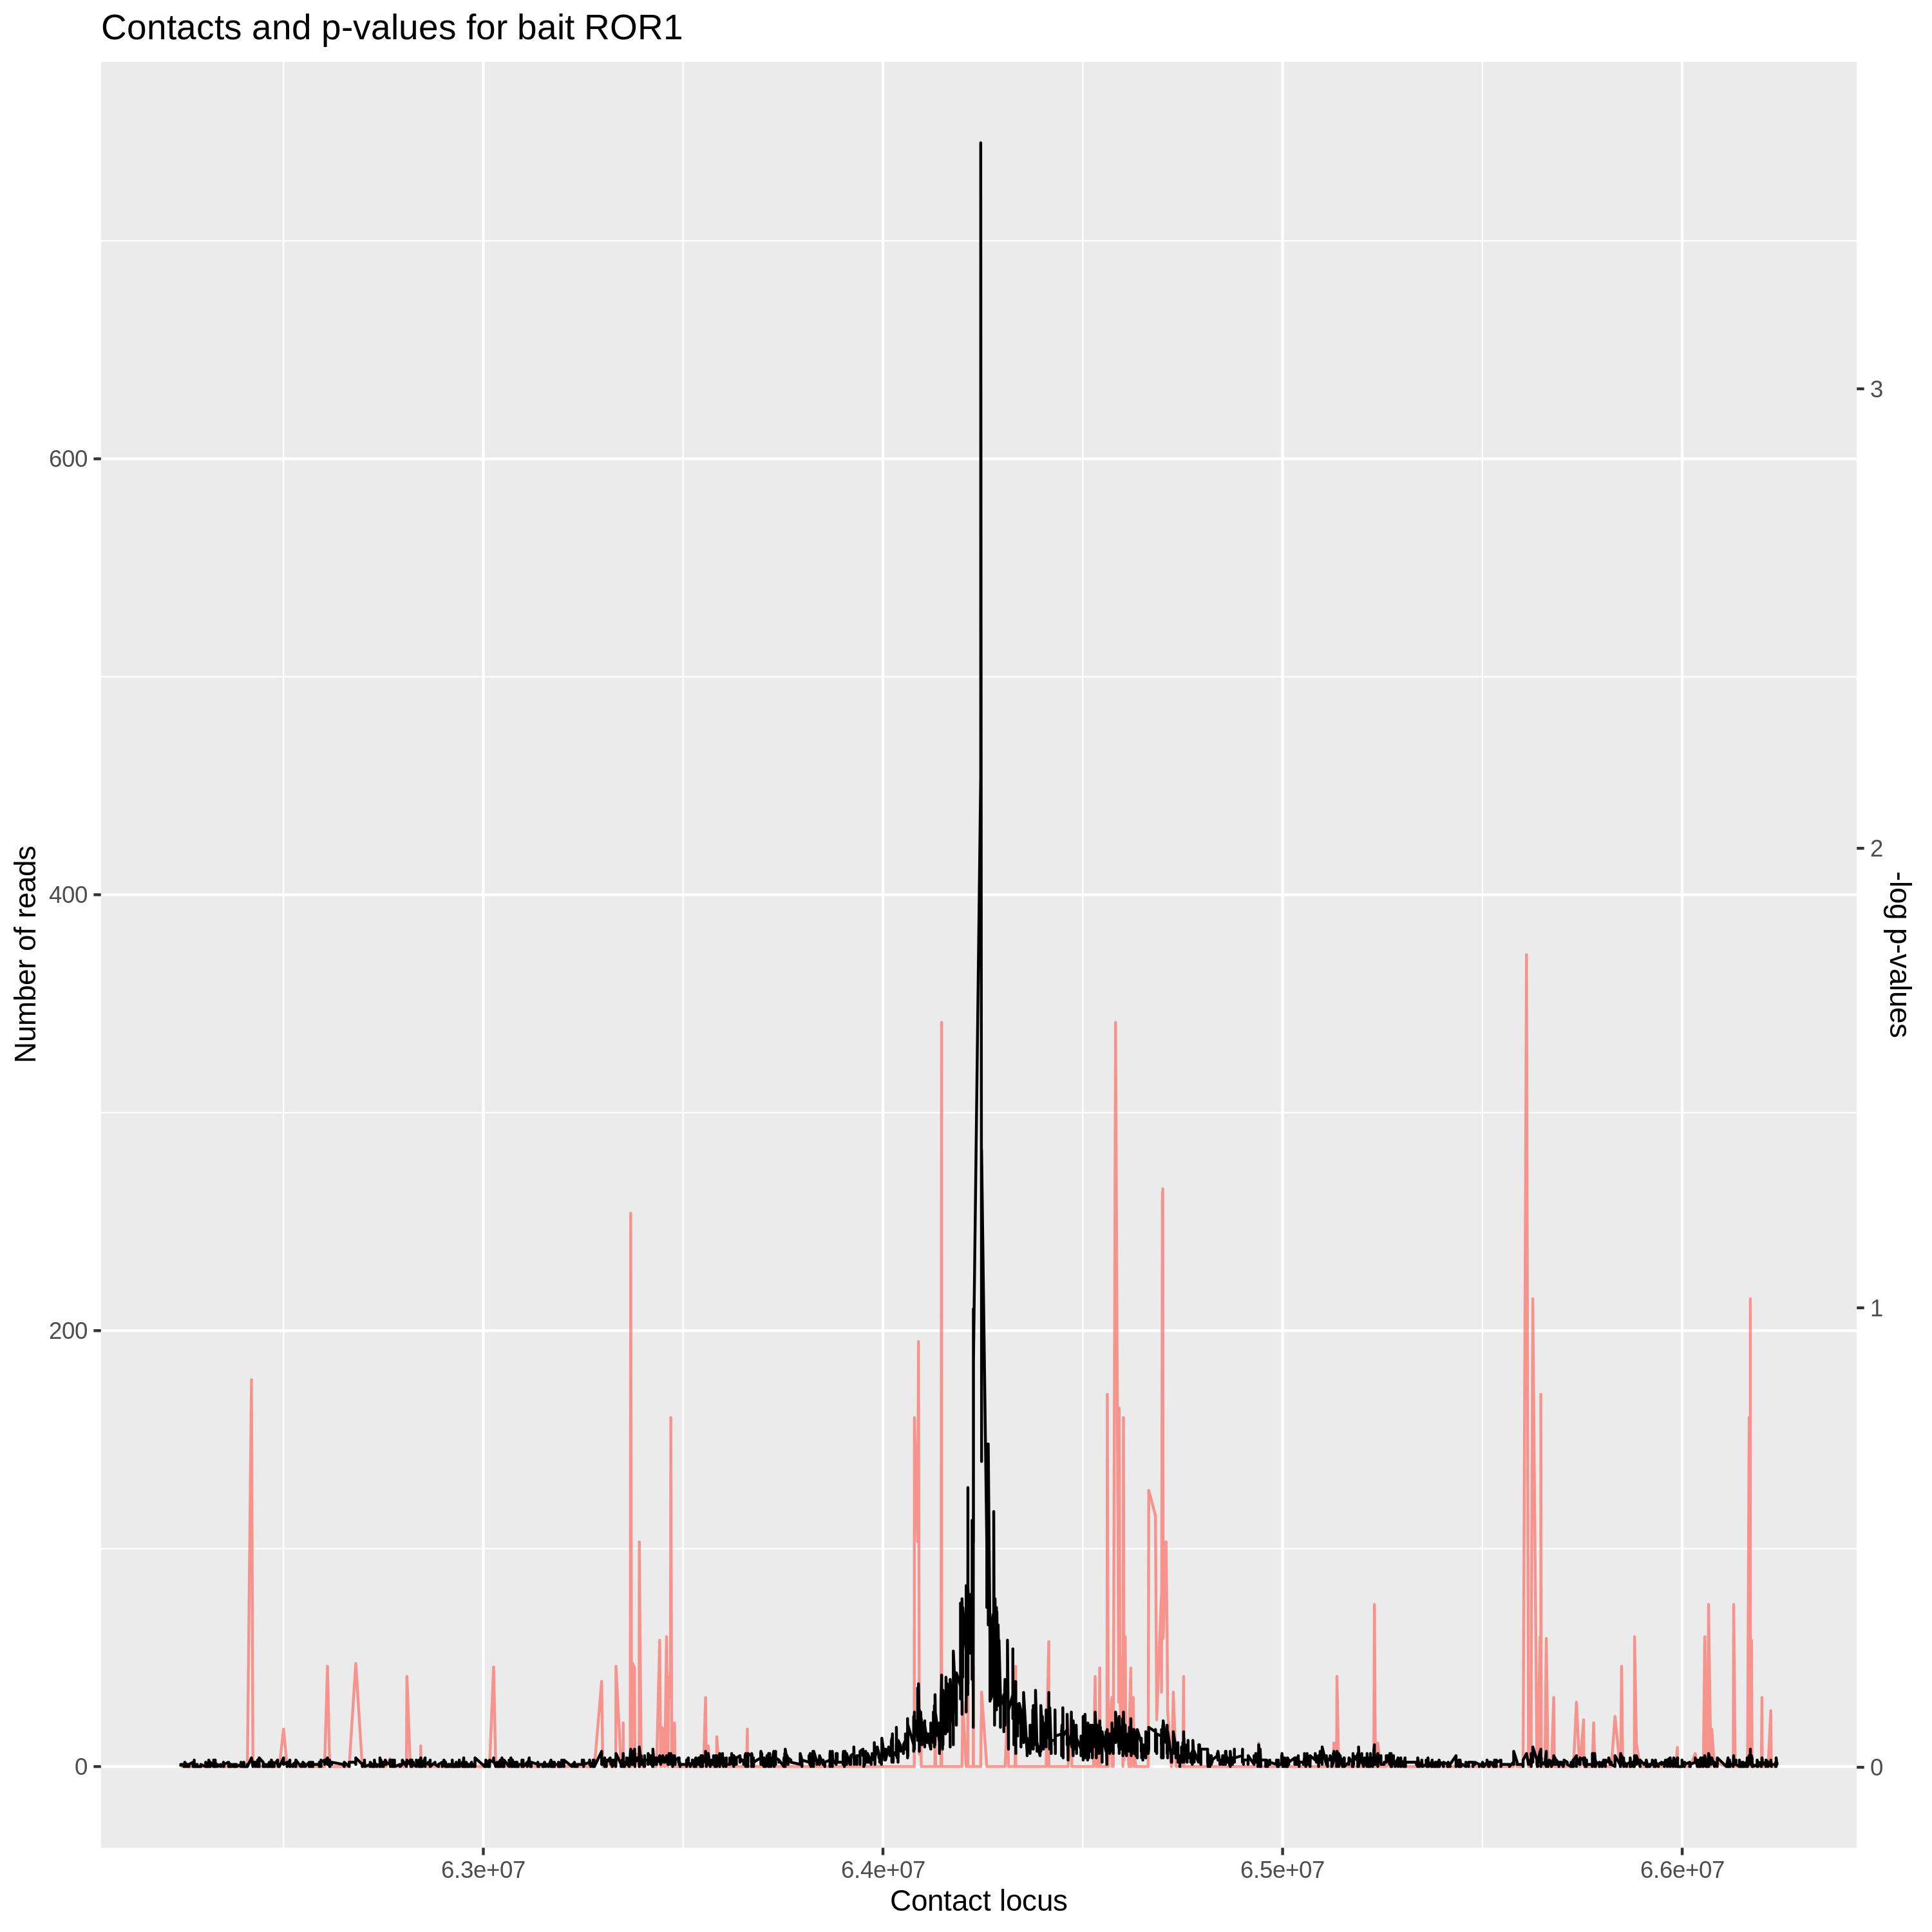 Contacts and p-values for bait ROR1
600
400
200
0
Number of reads
3
2
1
0
-log p-values
6.3e+07
6.4e+07
6.5e+07
6.6e+07
Contact locus